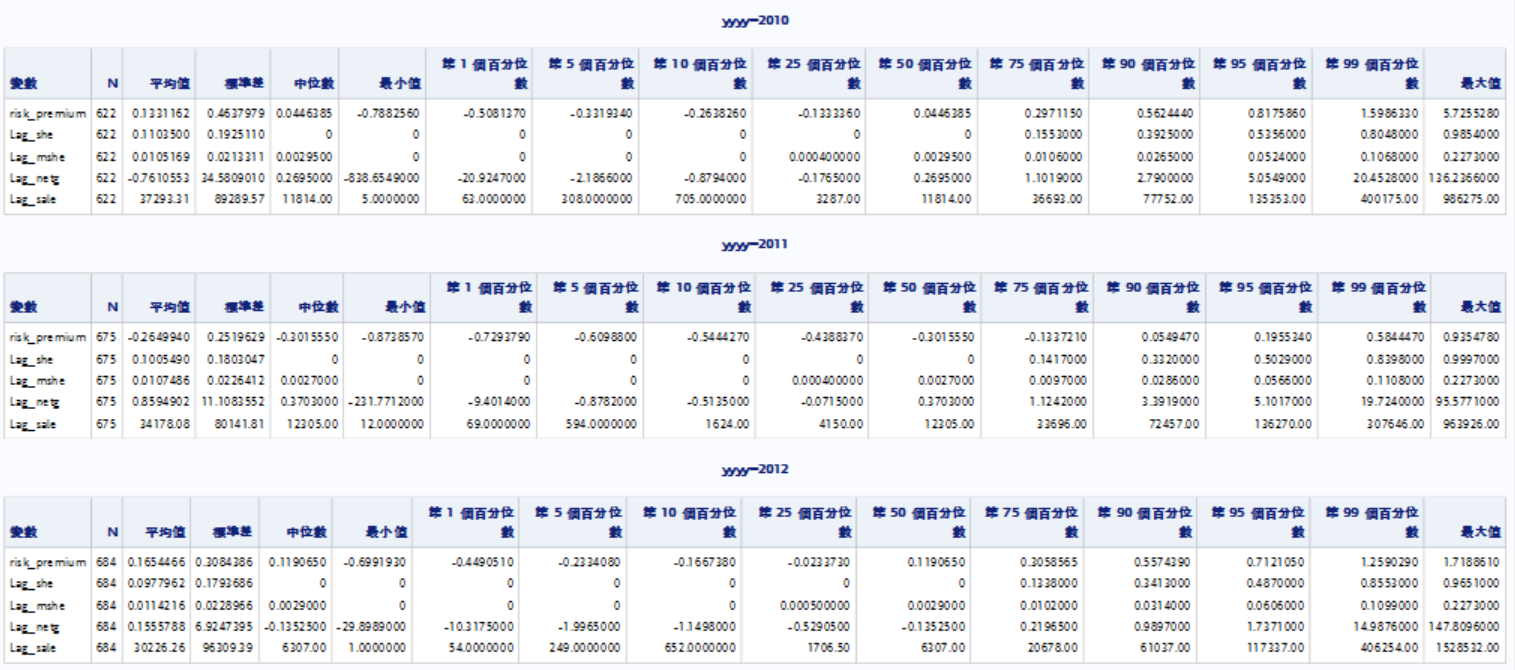 yyyy=2010
變數 N 平均值 標準差 中位數 最小值 第 1 個百分位數 第 5 個百分位數 第 10 個百分位數 第 25 個百分位數 第 50 個百分位數 第 75 個百分位數 第 90 個百分位數 第 95 個百分位數 第 99 個百分位數 最大值
risk_premium 622 0.1331162 0.4637979 0.0446385 -0.7882560 -0.5081370 -0.3319340 -0.2638260 -0.1333360 0.0446385 0.2971150 0.5624440 0.8175860 1.5986330 5.7255280
Lag_she 622 0.1103500 0.1925110 0 0 0 0 0 0 0 0.1553000 0.3925000 0.5356000 0.8048000 0.9854000
Lag_mshe 622 0.0105169 0.0213311 0.0029500 0 0 0 0 0.000400000 0.0029500 0.0106000 0.0265000 0.0524000 0.1068000 0.2273000
Lag_netg 622 -0.7610553 34.5809010 0.2695000 -838.6549000 -20.9247000 -2.1866000 -0.8794000 -0.1765000 0.2695000 1.1019000 2.7900000 5.0549000 20.4528000 136.2366000
Lag_sale 622 37293.31 89289.57 11814.00 5.0000000 63.0000000 308.0000000 705.0000000 3287.00 11814.00 36693.00 77752.00 135353.00 400175.00 986275.00
yyyy=2011
變數 N 平均值 標準差 中位數 最小值 第 1 個百分位數 第 5 個百分位數 第 10 個百分位數 第 25 個百分位數 第 50 個百分位數 第 75 個百分位數 第 90 個百分位數 第 95 個百分位數 第 99 個百分位數 最大值
risk_premium 675 -0.2649940 0.2519629 -0.3015550 -0.8738570 -0.7293790 -0.6098800 -0.5444270 -0.4388370 -0.3015550 -0.1337210 0.0549470 0.1955340 0.5844470 0.9354780
Lag_she 675 0.1005490 0.1803047 0 0 0 0 0 0 0 0.1417000 0.3320000 0.5029000 0.8398000 0.9997000
Lag_mshe 675 0.0107486 0.0226412 0.0027000 0 0 0 0 0.000400000 0.0027000 0.0097000 0.0286000 0.0566000 0.1108000 0.2273000
Lag_netg 675 0.8594902 11.1083552 0.3703000 -231.7712000 -9.4014000 -0.8782000 -0.5135000 -0.0715000 0.3703000 1.1242000 3.3919000 5.1017000 19.7240000 95.5771000
Lag_sale 675 34178.08 80141.81 12305.00 12.0000000 69.0000000 594.0000000 1624.00 4150.00 12305.00 33696.00 72457.00 136270.00 307646.00 963926.00
yyyy=2012
變數 N 平均值 標準差 中位數 最小值 第 1 個百分位數 第 5 個百分位數 第 10 個百分位數 第 25 個百分位數 第 50 個百分位數 第 75 個百分位數 第 90 個百分位數 第 95 個百分位數 第 99 個百分位數 最大值
risk_premium 684 0.1654466 0.3084386 0.1190650 -0.6991930 -0.4490510 -0.2334080 -0.1667380 -0.0233730 0.1190650 0.3058565 0.5574390 0.7121050 1.2590290 1.7188610
Lag_she 684 0.0977962 0.1793686 0 0 0 0 0 0 0 0.1338000 0.3413000 0.4870000 0.8553000 0.9651000
Lag_mshe 684 0.0114216 0.0228966 0.0029000 0 0 0 0 0.000500000 0.0029000 0.0102000 0.0314000 0.0606000 0.1099000 0.2273000
Lag_netg 684 0.1555788 6.9247395 -0.1352500 -29.8989000 -10.3175000 -1.9965000 -1.1498000 -0.5290500 -0.1352500 0.2196500 0.9897000 1.7371000 14.9876000 147.8096000
Lag_sale 684 30226.26 96309.39 6307.00 1.0000000 54.0000000 249.0000000 652.0000000 1706.50 6307.00 20678.00 61037.00 117337.00 406254.00 1528532.00